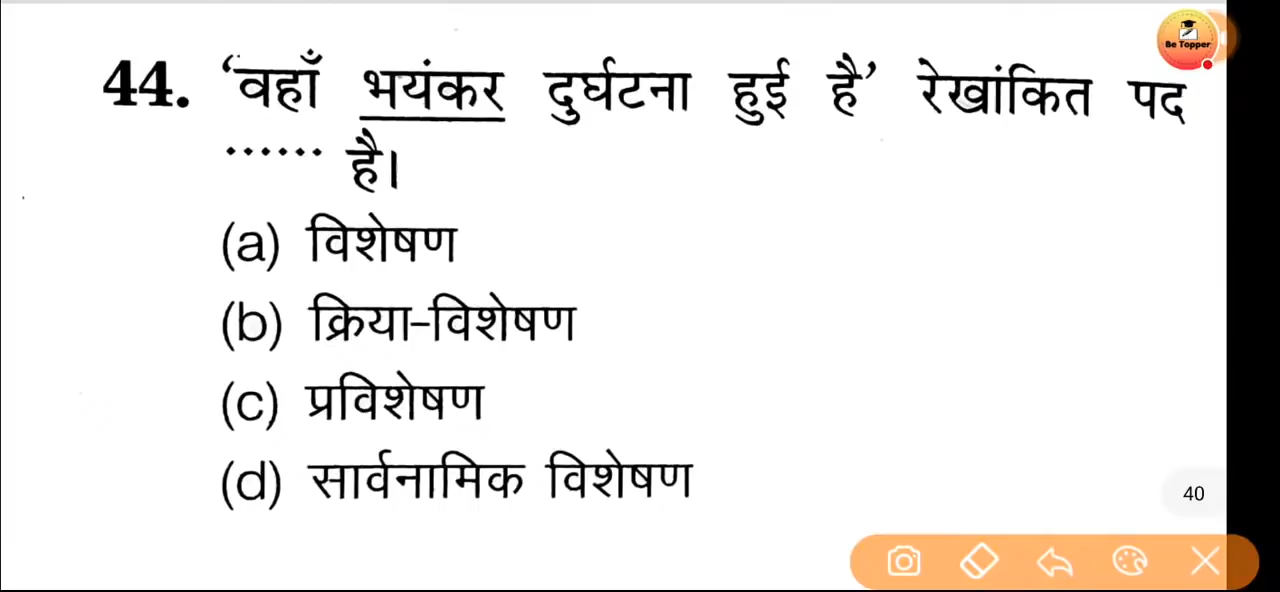 Be Topper
44. ‘वहाँ भयंकर दुर्घटना हुई है’ रेखांकित पद
...... है।
(a) विशेषण
(b) क्रिया-विशेषण
(c) प्रविशेषण
(d) सार्वनामिक विशेषण
40